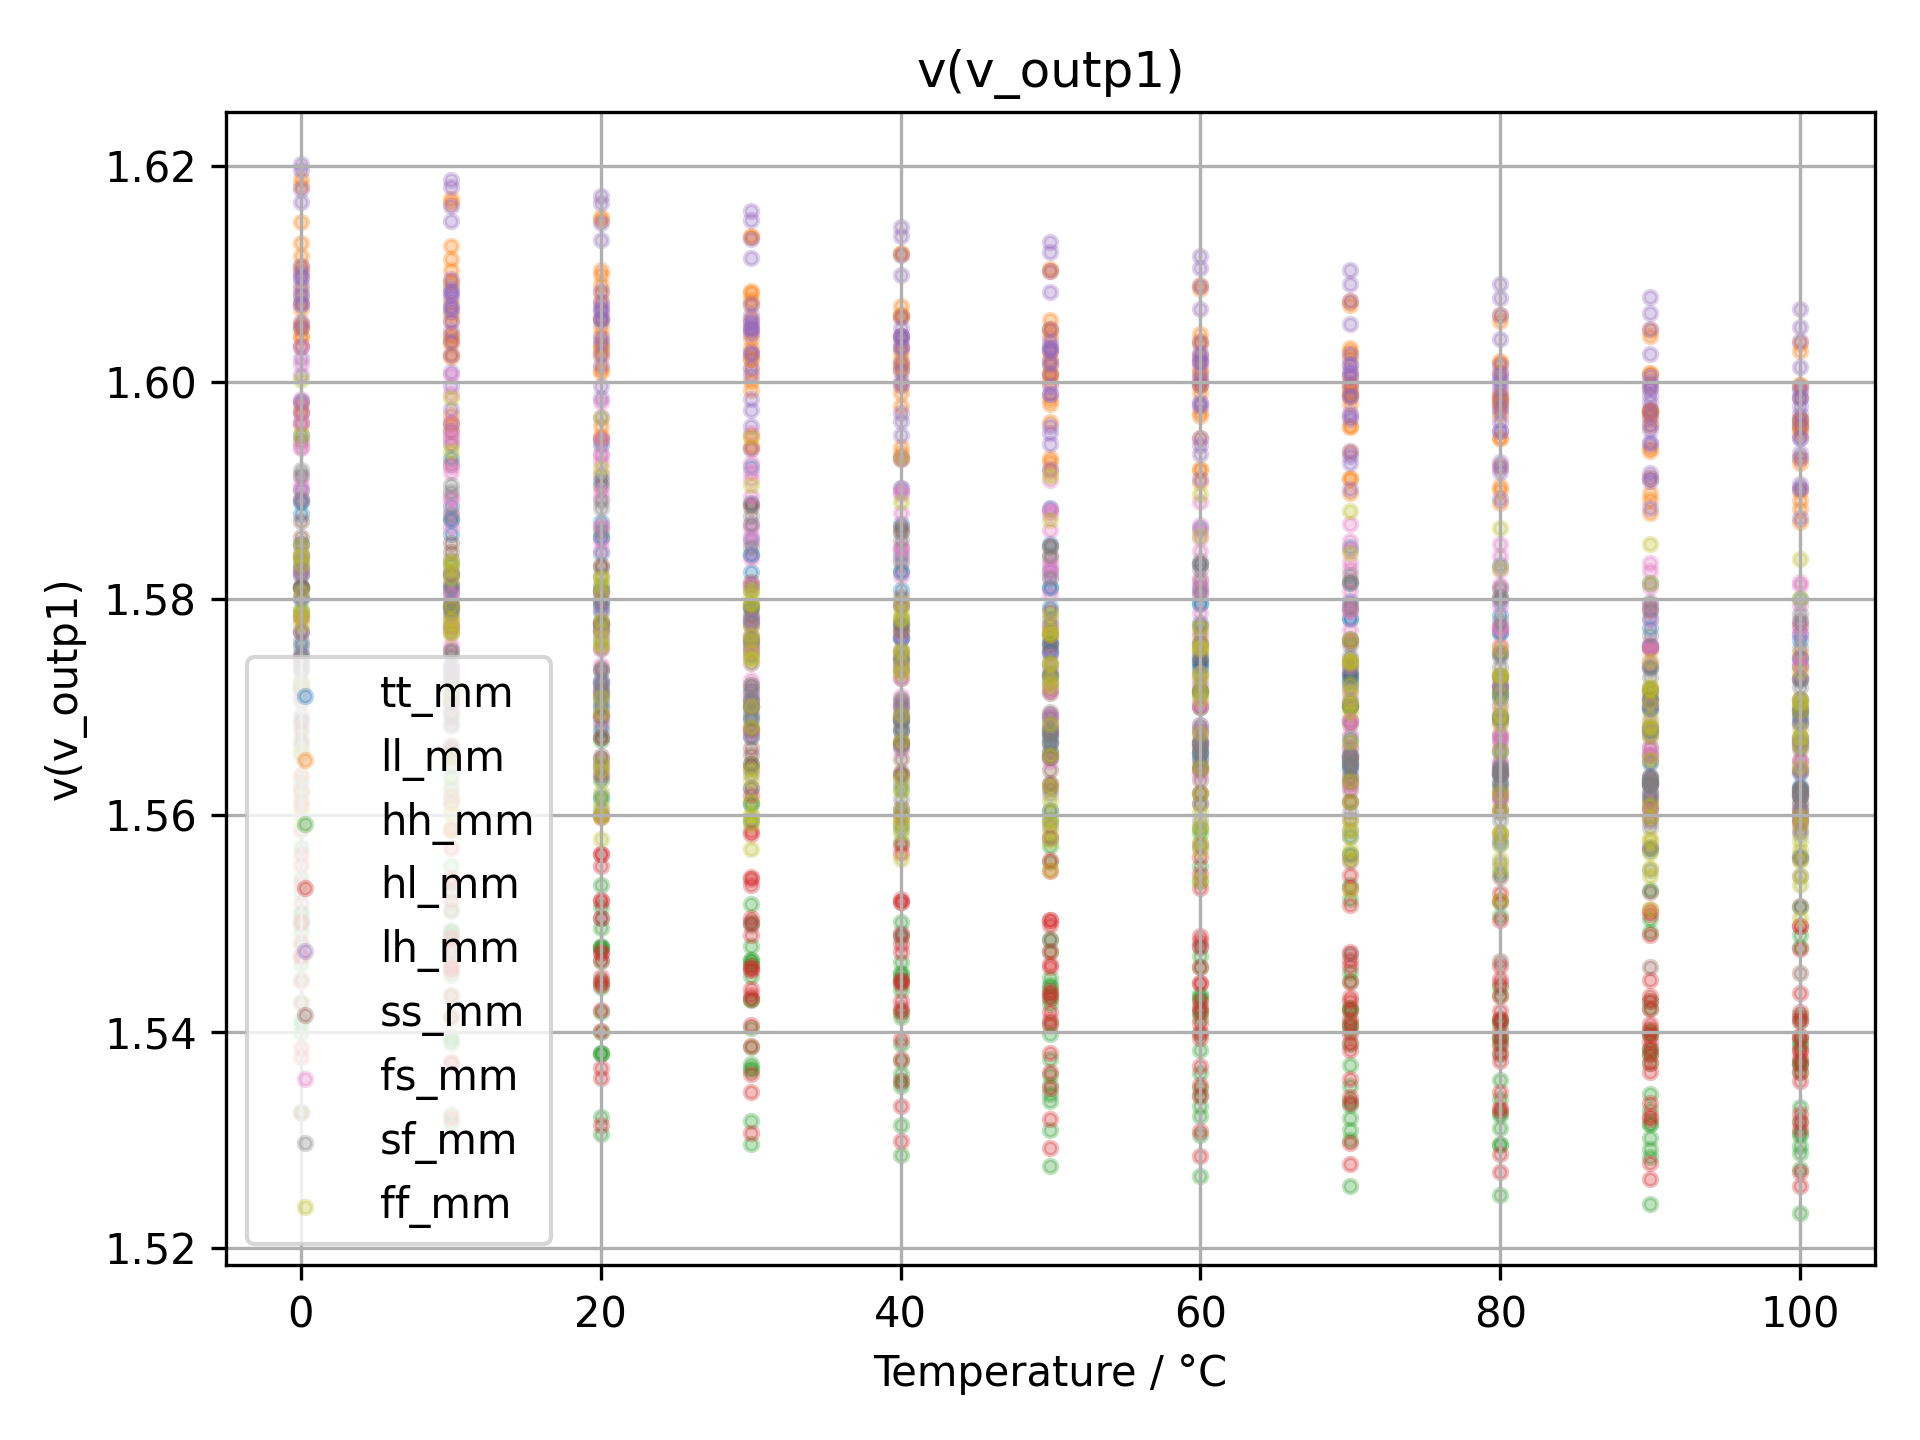 v(v_outp1)
v(v_outp1)
1.62
1.60
1.58
1.56
1.54
1.52
tt_mm
ll_mm
hh_mm
hl_mm
lh_mm
ss_mm
fs_mm
sf_mm
ff_mm
0
20
40
60
80
100
Temperature / °C